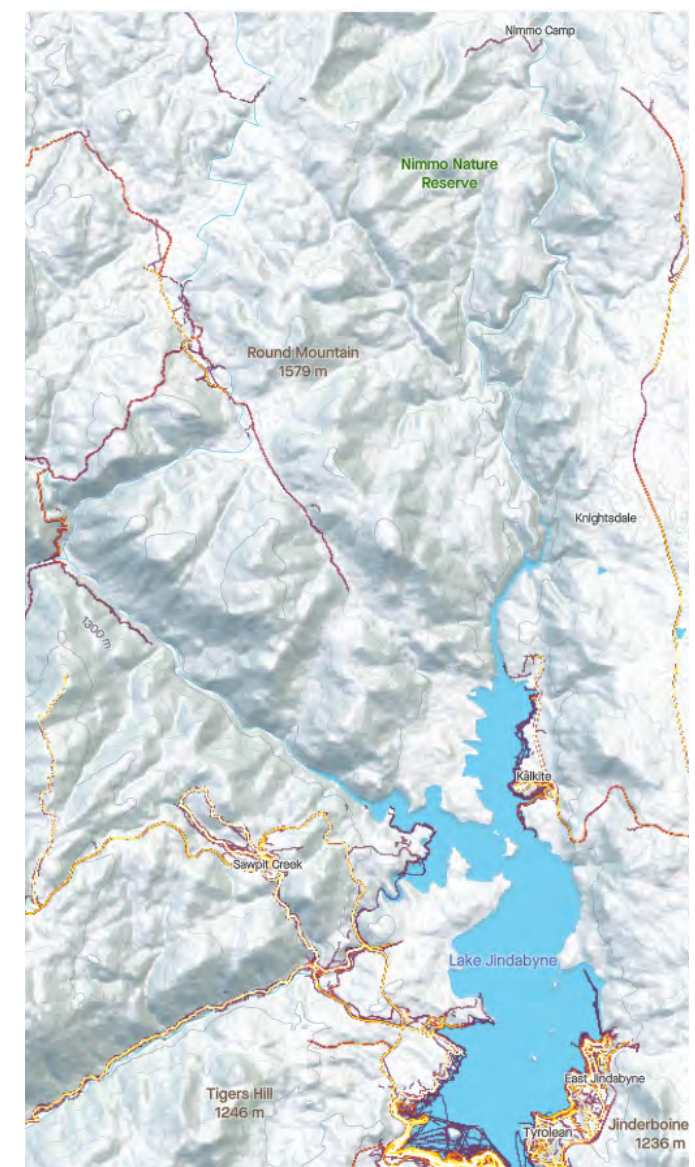 Nimmo Camp
Nimmo Nature
Reserve
Round Mountain
1579 m
Knightsdale
1300 m
Kalkite
Sawpit Creek
Lake Jindabyne
East Jindabyne
Tigers Hill
1246 m
Tyrolean
Jinderboine
1236 m